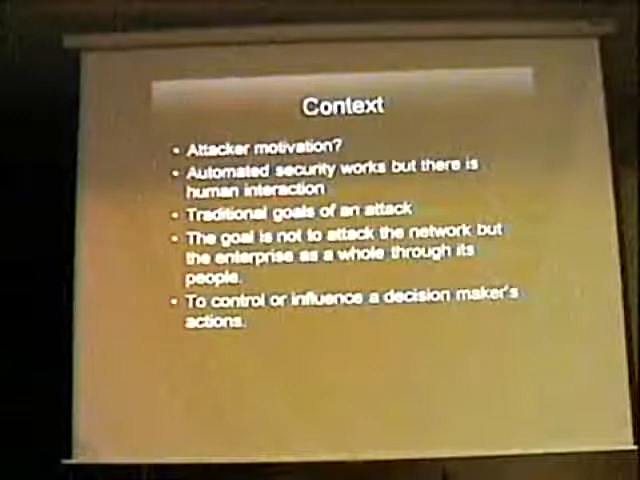 Context
• Attacker motivation?
• Automated security works but there is
human interaction
• Traditional goals of an attack
• The goal is not to attack the network but
the enterprise as a whole through its
people.
• To control or influence a decision maker's
actions.